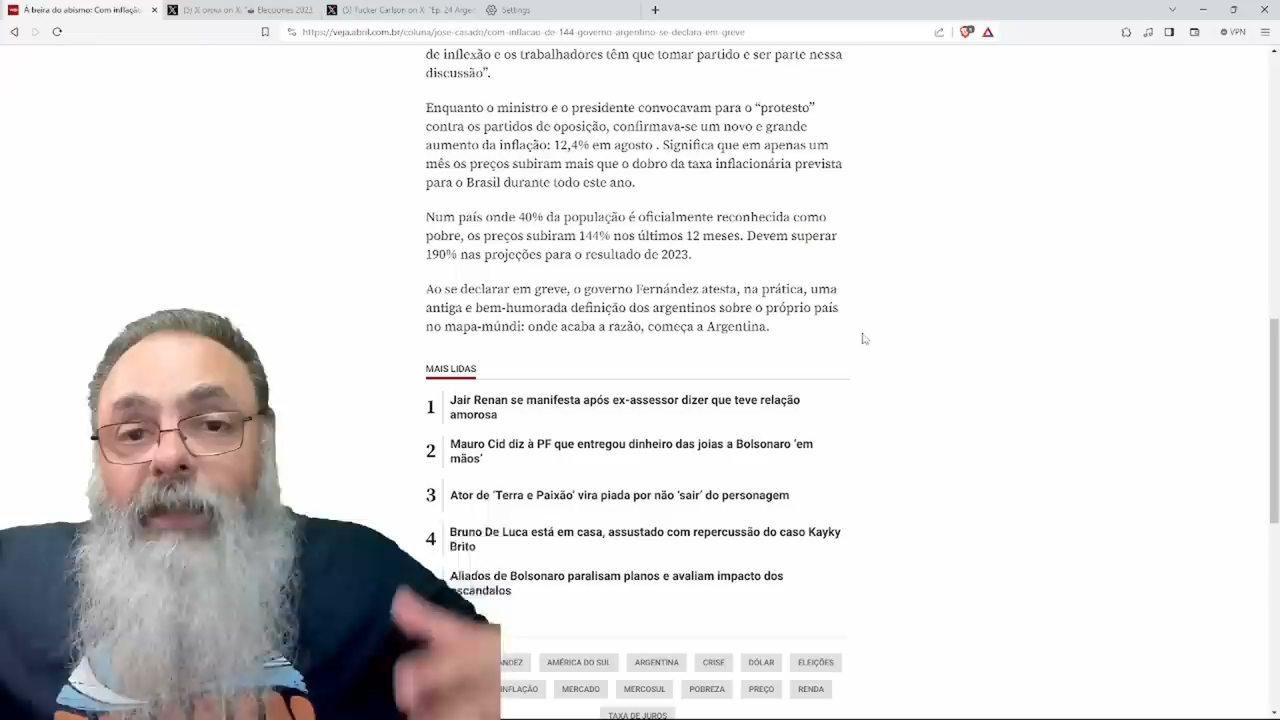 À beira do abismo: Com inflação
Elecciones 2023
(5) Tucker Carlson on X: "Ep. 24 Argen
Settings
https://veja.abril.com.br/coluna/jose-casado/com-inflacao-de-144-governo-argentino-se-declara-em-greve
VPN
de inflexão e os trabalhadores têm que tomar partido e ser parte nessa
discussão”.
Enquanto o ministro e o presidente convocavam para o “protesto”
contra os partidos de oposição, confirmava-se um novo e grande
aumento da inflação: 12,4% em agosto . Significa que em apenas um
mês os preços subiram mais que o dobro da taxa inflacionária prevista
para o Brasil durante todo este ano.
Num país onde 40% da população é oficialmente reconhecida como
pobre, os preços subiram 144% nos últimos 12 meses. Devem superar
190% nas projeções para o resultado de 2023.
Ao se declarar em greve, o governo Fernández atesta, na prática, uma
antiga e bem-humorada definição dos argentinos sobre o próprio país
no mapa-múndi: onde acaba a razão, começa a Argentina.
MAIS LIDAS
1 Jair Renan se manifesta após ex-assessor dizer que teve relação
amorosa
2 Mauro Cid diz à PF que entregou dinheiro das joias a Bolsonaro ‘em
mãos’
3 Ator de ‘Terra e Paixão’ vira piada por não ‘sair’ do personagem
4 Bruno De Luca está em casa, assustado com repercussão do caso Kayky
Brito
Aliados de Bolsonaro paralisam planos e avaliam impacto dos
escândalos
NDEZ AMÉRICA DO SUL ARGENTINA CRISE DÓLAR ELEIÇÕES
INFLAÇÃO MERCADO MERCOSUL POBREZA PREÇO RENDA
TAXA DE JUROS